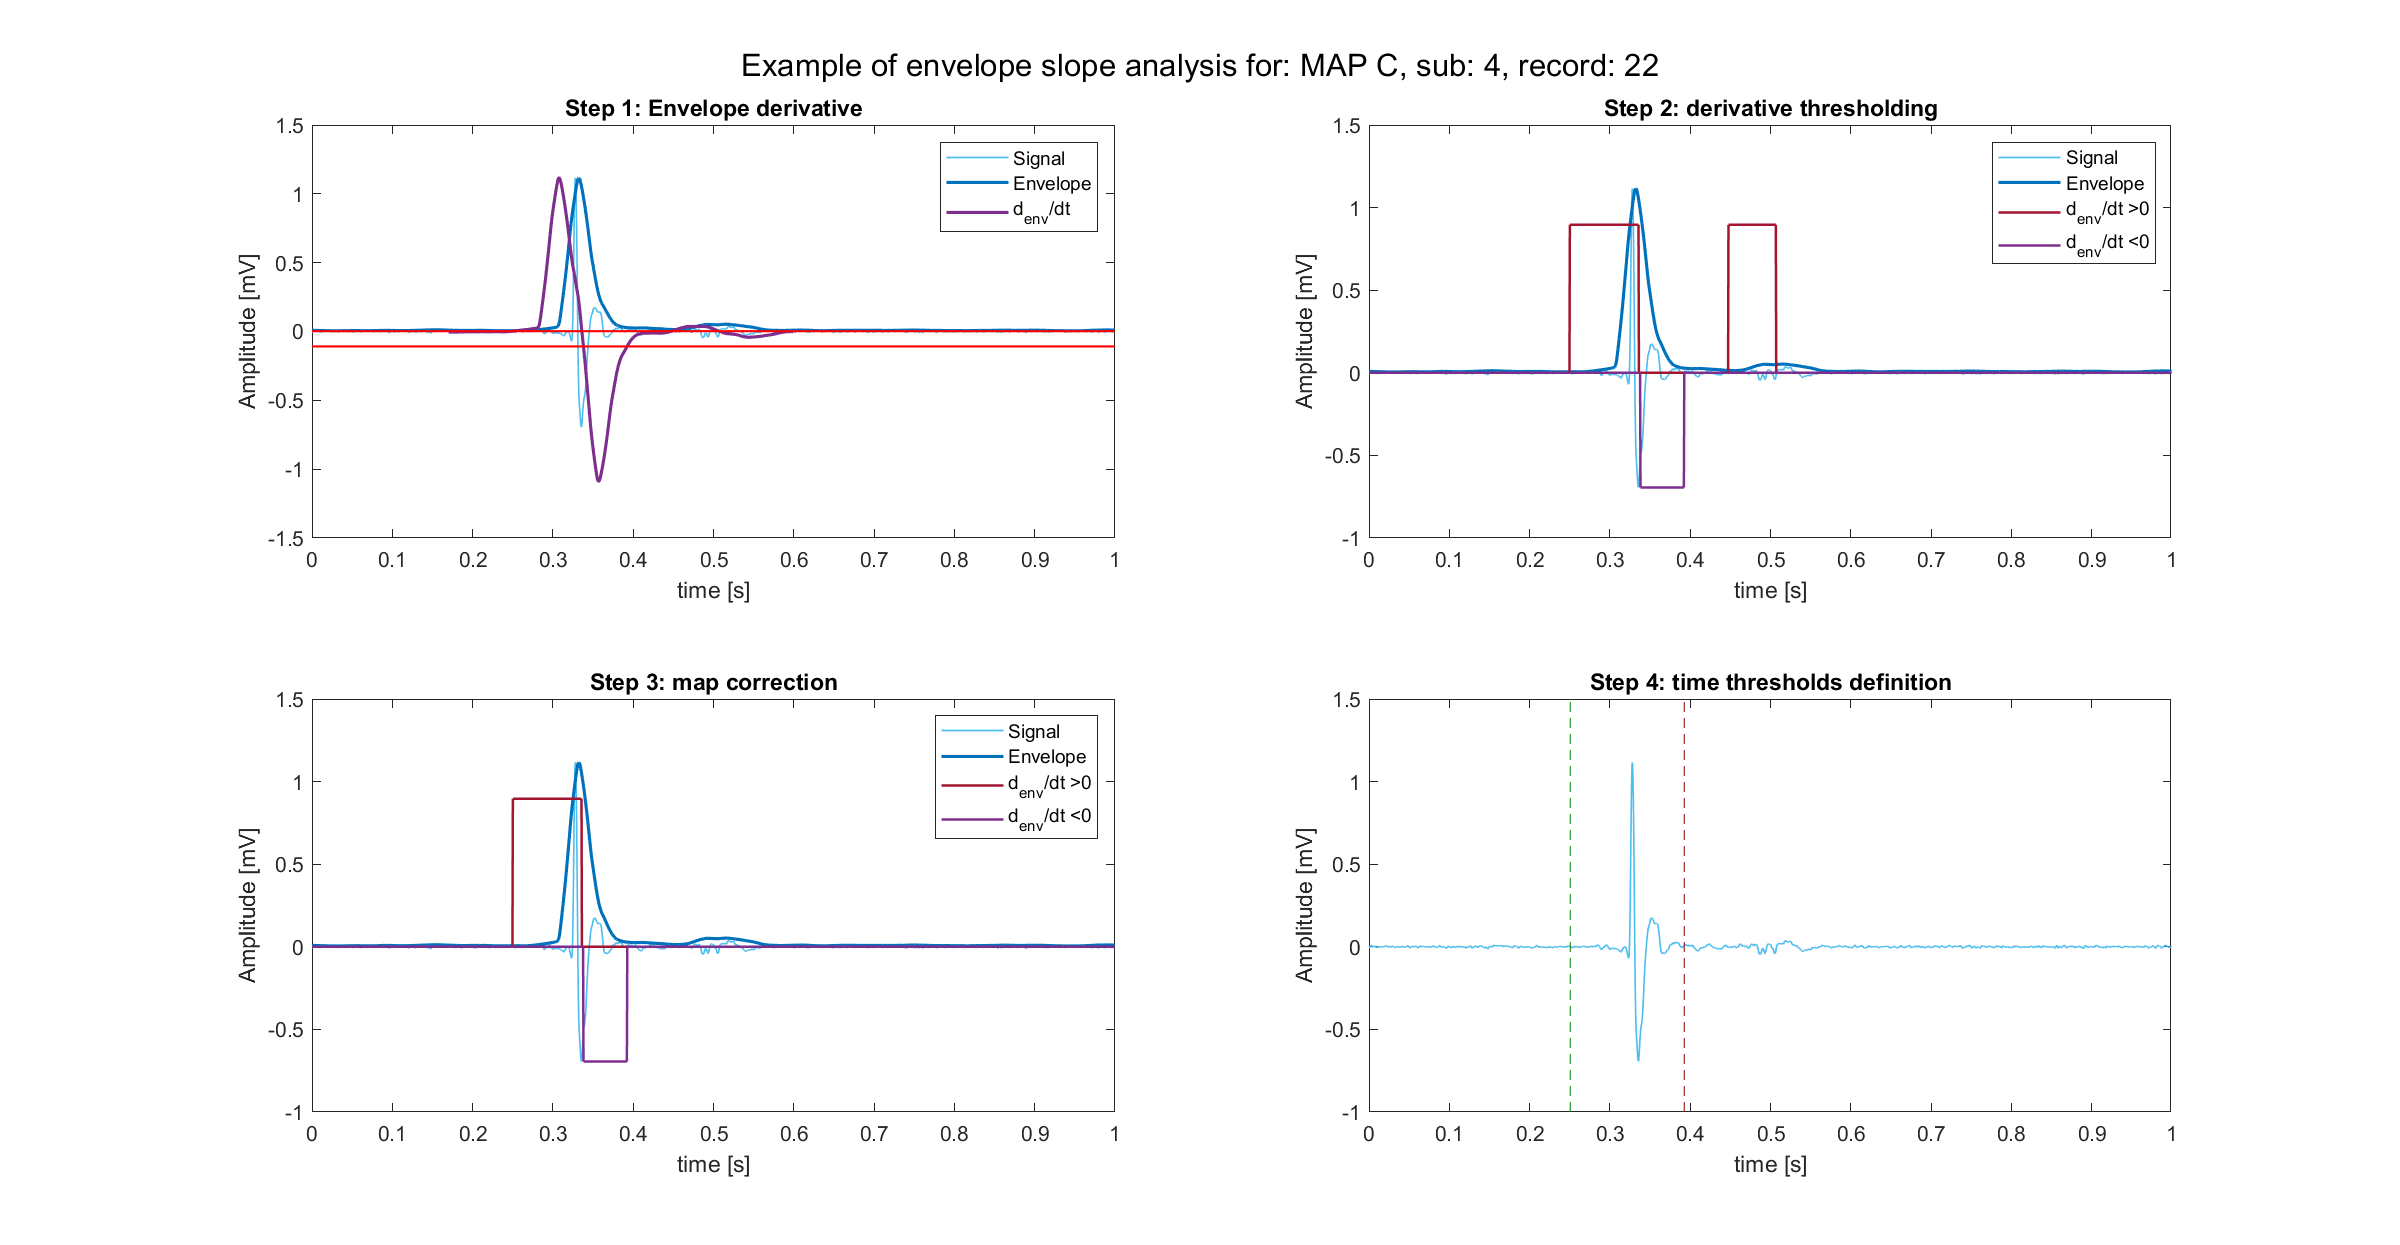 Example of envelope slope analysis for: MAP C, sub: 4, record: 22
Step 1: Envelope derivative
1.5
1
0.5
0
-0.5
-1
-1.5
Amplitude [mV]
0 0.1 0.2 0.3 0.4 0.5 0.6 0.7 0.8 0.9 1
time [s]
Signal
Envelope
d_env/dt
Step 2: derivative thresholding
1.5
1
0.5
0
-0.5
-1
Amplitude [mV]
0 0.1 0.2 0.3 0.4 0.5 0.6 0.7 0.8 0.9 1
time [s]
Signal
Envelope
d_env/dt >0
d_env/dt <0
Step 3: map correction
1.5
1
0.5
0
-0.5
-1
Amplitude [mV]
0 0.1 0.2 0.3 0.4 0.5 0.6 0.7 0.8 0.9 1
time [s]
Signal
Envelope
d_env/dt >0
d_env/dt <0
Step 4: time thresholds definition
1.5
1
0.5
0
-0.5
-1
Amplitude [mV]
0 0.1 0.2 0.3 0.4 0.5 0.6 0.7 0.8 0.9 1
time [s]